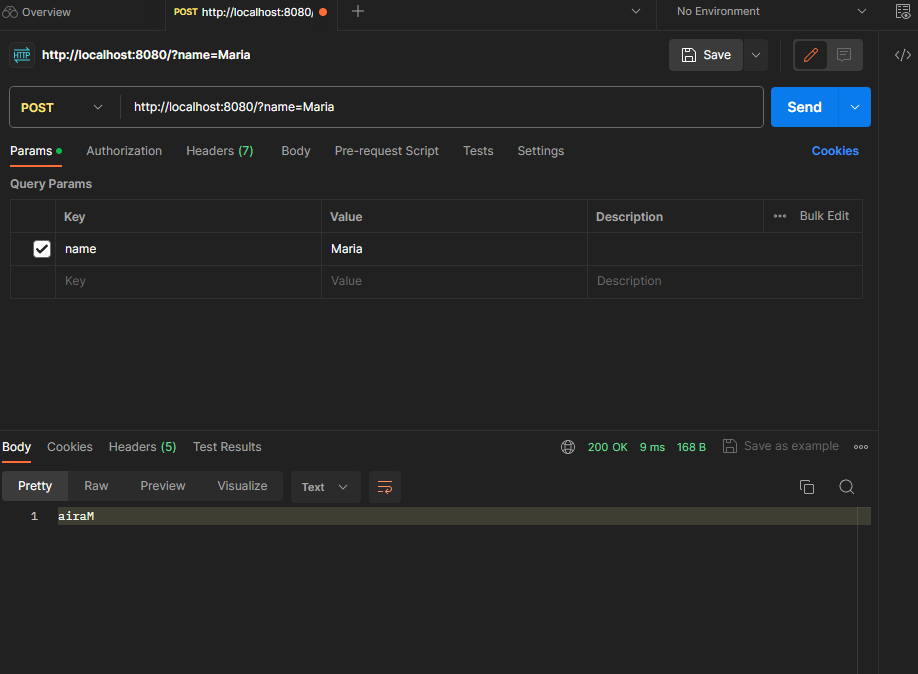 Overview POST http://localhost:8080/ No Environment
HTTP http://localhost:8080/?name=Maria Save
POST http://localhost:8080/?name=Maria Send
Params Authorization Headers (7) Body Pre-request Script Tests Settings Cookies
Query Params
Key Value Description Bulk Edit
name Maria
Key Value Description
Body Cookies Headers (5) Test Results 200 OK 9 ms 168 B Save as example
Pretty Raw Preview Visualize Text
1 airaM